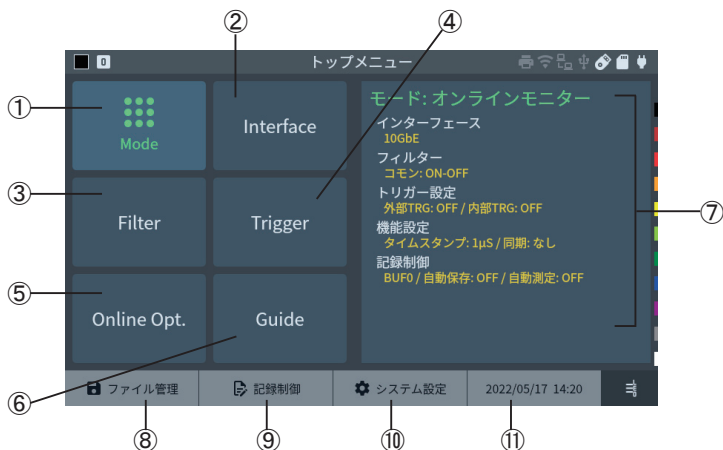 ② ④
0 トップメニュー
① Mode Interface
③ Filter Trigger
⑤ Online Opt. Guide
モード: オンラインモニター
インターフェース
10GbE
フィルター
コモン: ON-OFF
トリガー設定
外部TRG: OFF / 内部TRG: OFF
機能設定
タイムスタンプ: 1μS / 同期: なし
記録制御
BUF0 / 自動保存: OFF / 自動測定: OFF
⑦
⑥
ファイル管理 記録制御 システム設定 2022/05/17 14:20
⑧ ⑨ ⑩ ⑪